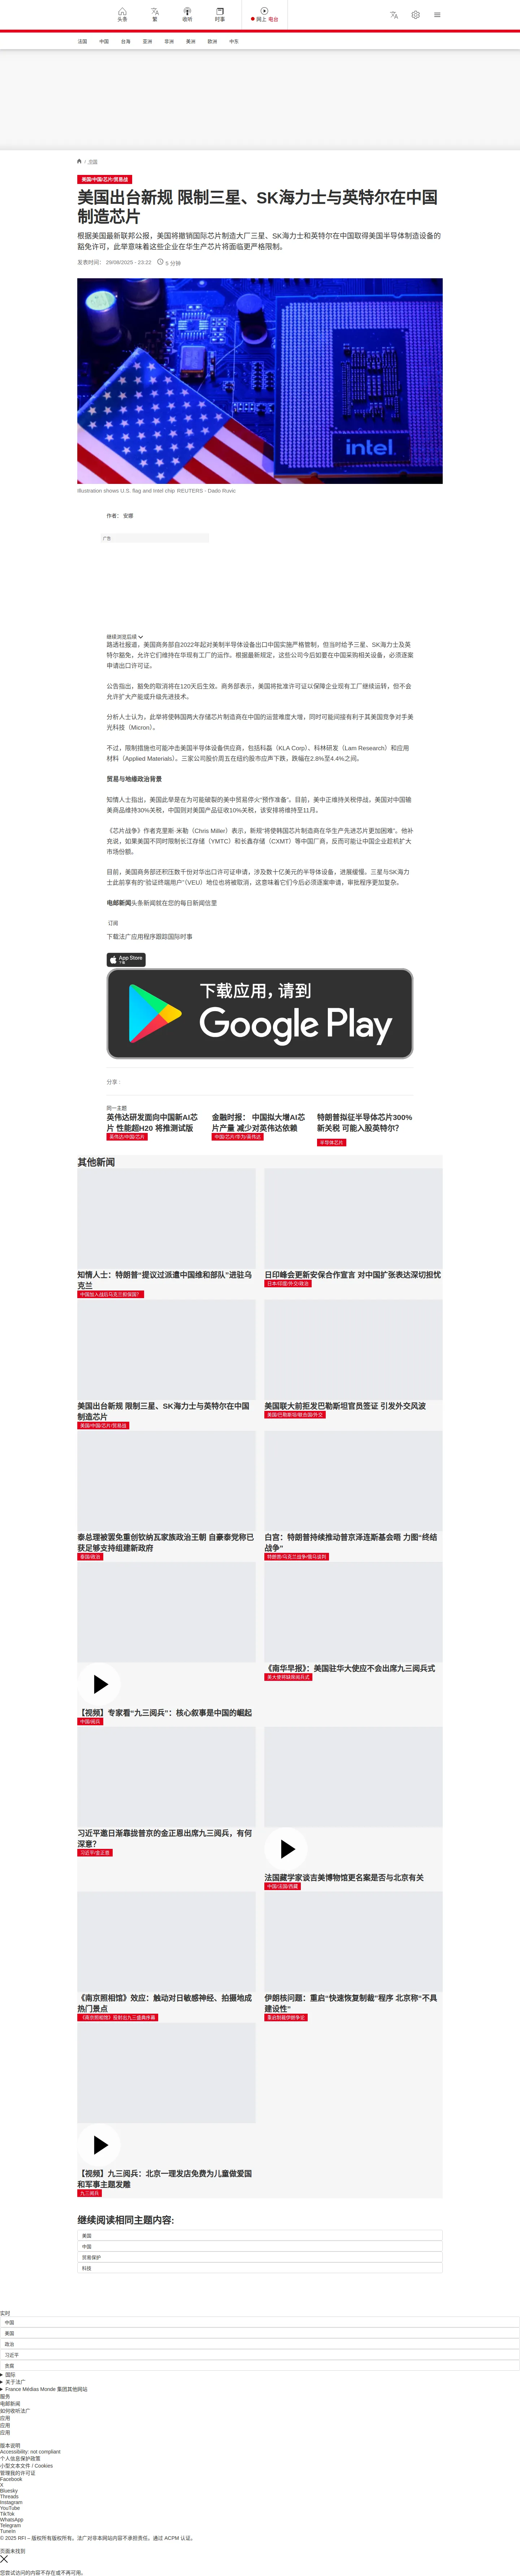 头条
繁
收听
时事
网上 电台
法国
中国
台海
亚洲
非洲
美洲
欧洲
中东
/ 中国
美国/中国/芯片/贸易战
美国出台新规 限制三星、SK海力士与英特尔在中国
制造芯片
根据美国最新联邦公报，美国将撤销国际芯片制造大厂三星、SK海力士和英特尔在中国取得美国半导体制造设备的
豁免许可，此举意味着这些企业在华生产芯片将面临更严格限制。
发表时间： 29/08/2025 - 23:22 5 分钟
intel
Illustration shows U.S. flag and Intel chip REUTERS - Dado Ruvic
作者： 安娜
广告
继续浏览后续
路透社报道，美国商务部自2022年起对美制半导体设备出口中国实施严格管制，但当时给予三星、SK海力士及英
特尔豁免，允许它们维持在华现有工厂的运作。根据最新规定，这些公司今后如要在中国采购相关设备，必须逐案
申请出口许可证。
公告指出，豁免的取消将在120天后生效。商务部表示，美国将批准许可证以保障企业现有工厂继续运转，但不会
允许扩大产能或升级先进技术。
分析人士认为，此举将使韩国两大存储芯片制造商在中国的运营难度大增，同时可能间接有利于其美国竞争对手美
光科技（Micron）。
不过，限制措施也可能冲击美国半导体设备供应商，包括科磊（KLA Corp）、科林研发（Lam Research）和应用
材料（Applied Materials）。三家公司股价周五在纽约股市应声下跌，跌幅在2.8%至4.4%之间。
贸易与地缘政治背景
知情人士指出，美国此举是在为可能破裂的美中贸易停火“预作准备”。目前，美中正维持关税停战，美国对中国输
美商品维持30%关税，中国则对美国产品征收10%关税，该安排将维持至11月。
《芯片战争》作者克里斯·米勒（Chris Miller）表示，新规“将使韩国芯片制造商在华生产先进芯片更加困难”。他补
充说，如果美国不同时限制长江存储（YMTC）和长鑫存储（CXMT）等中国厂商，反而可能让中国企业趁机扩大
市场份额。
目前，美国商务部还积压数千份对华出口许可证申请，涉及数十亿美元的半导体设备，进展缓慢。三星与SK海力
士此前享有的“验证终端用户”（VEU）地位也将被取消，这意味着它们今后必须逐案申请，审批程序更加复杂。
电邮新闻头条新闻就在您的每日新闻信里
订阅
下载法广应用程序跟踪国际时事
App Store
下载应用，请到
Google Play
分享 :
同一主题
英伟达研发面向中国新AI芯
片 性能超H20 将推测试版
英伟达/中国/芯片
金融时报： 中国拟大增AI芯
片产量 减少对英伟达依赖
中国/芯片/华为/英伟达
特朗普拟征半导体芯片300%
新关税 可能入股英特尔？
半导体芯片
其他新闻
知情人士：特朗普“提议过派遣中国维和部队”进驻乌
克兰
中国加入战后乌克兰担保国？
日印峰会更新安保合作宣言 对中国扩张表达深切担忧
日本/印度/外交/政治
美国出台新规 限制三星、SK海力士与英特尔在中国
制造芯片
美国/中国/芯片/贸易战
美国联大前拒发巴勒斯坦官员签证 引发外交风波
美国/巴勒斯坦/联合国/外交
泰总理被罢免重创钦纳瓦家族政治王朝 自豪泰党称已
获足够支持组建新政府
泰国/政治
白宫：特朗普持续推动普京泽连斯基会晤 力图“终结
战争”
特朗普/乌克兰战争/俄乌谈判
【视频】专家看“九三阅兵”：核心叙事是中国的崛起
中国/阅兵
《南华早报》：美国驻华大使应不会出席九三阅兵式
美大使将缺席阅兵式
习近平邀日渐靠拢普京的金正恩出席九三阅兵，有何
深意？
习近平/金正恩
法国藏学家谈吉美博物馆更名案是否与北京有关
中国/法国/西藏
《南京照相馆》效应：触动对日敏感神经、拍摄地成
热门景点
《南京照相馆》投射出九三盛典序幕
伊朗核问题：重启“快速恢复制裁”程序 北京称“不具
建设性”
重启制裁伊朗争论
【视频】九三阅兵：北京一理发店免费为儿童做爱国
和军事主题发雕
九三阅兵
继续阅读相同主题内容:
美国
中国
贸易保护
科技
实时
中国
美国
政治
习近平
贪腐
国际
关于法广
France Médias Monde 集团其他网站
服务
电邮新闻
如何收听法广
应用
应用
应用
版本说明
Accessibility: not compliant
个人信息保护政策
小型文本文件 / Cookies
管理我的许可证
Facebook
X
Bluesky
Threads
Instagram
YouTube
TikTok
WhatsApp
Telegram
TuneIn
© 2025 RFI – 版权所有版权所有。法广对非本网站内容不承担责任。通过 ACPM 认证。
页面未找到
您尝试访问的内容不存在或不再可用。